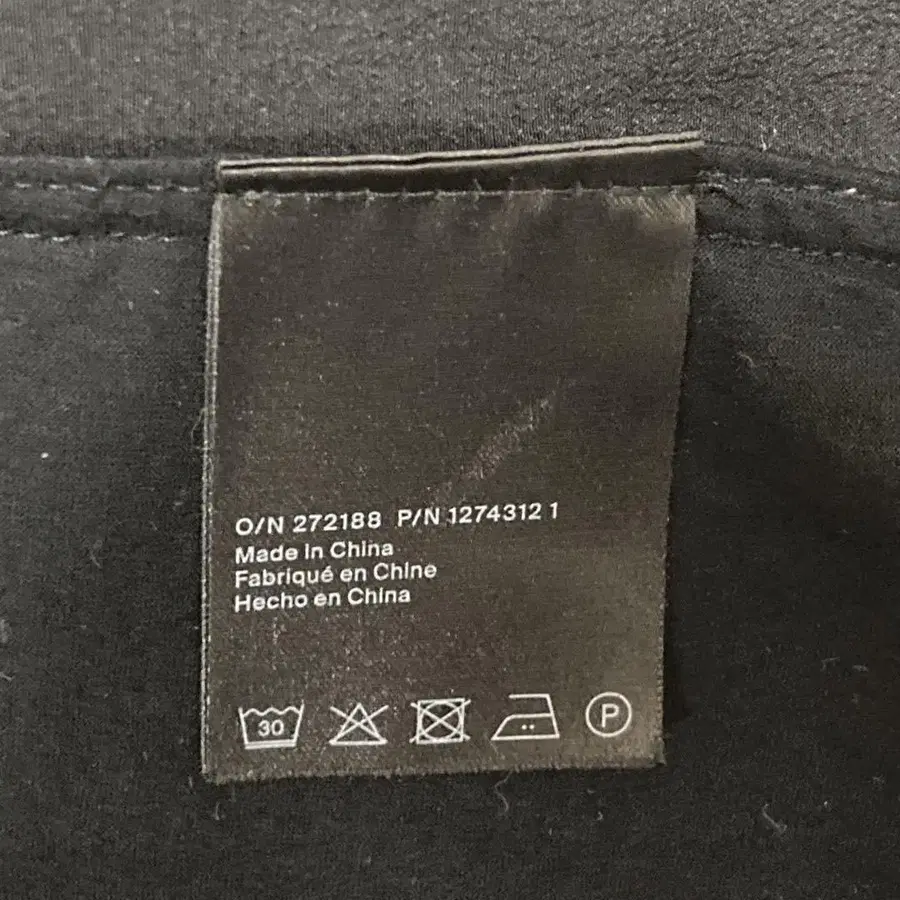 O/N 272188 P/N 1274312 1
Made in China
Fabriqué en Chine
Hecho en China
30 P